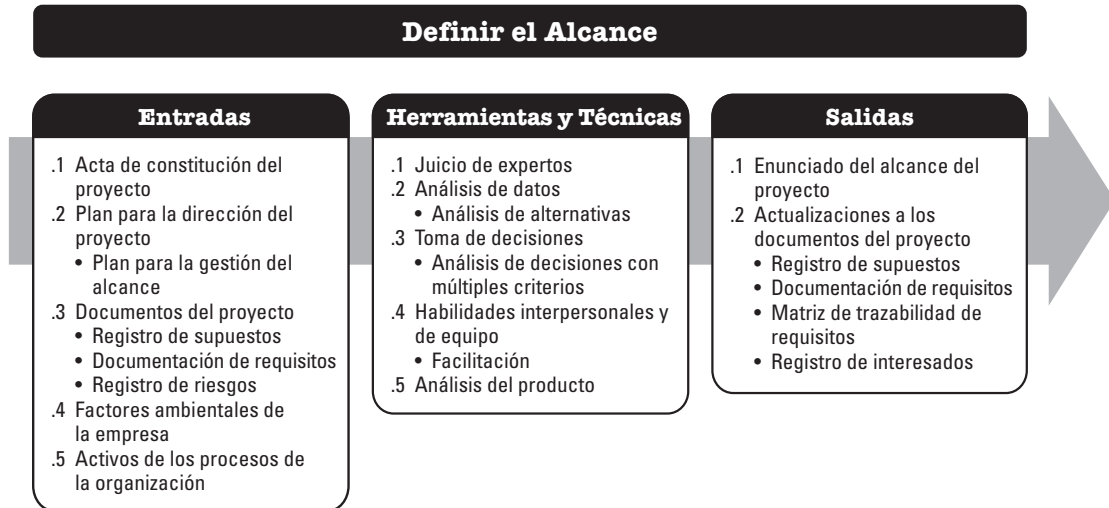 Definir el Alcance
Entradas
.1 Acta de constitución del
proyecto
.2 Plan para la dirección del
proyecto
• Plan para la gestión del
alcance
.3 Documentos del proyecto
• Registro de supuestos
• Documentación de requisitos
• Registro de riesgos
.4 Factores ambientales de
la empresa
.5 Activos de los procesos de
la organización
Herramientas y Técnicas
.1 Juicio de expertos
.2 Análisis de datos
• Análisis de alternativas
.3 Toma de decisiones
• Análisis de decisiones con
múltiples criterios
.4 Habilidades interpersonales y
de equipo
• Facilitación
.5 Análisis del producto
Salidas
.1 Enunciado del alcance del
proyecto
.2 Actualizaciones a los
documentos del proyecto
• Registro de supuestos
• Documentación de requisitos
• Matriz de trazabilidad de
requisitos
• Registro de interesados